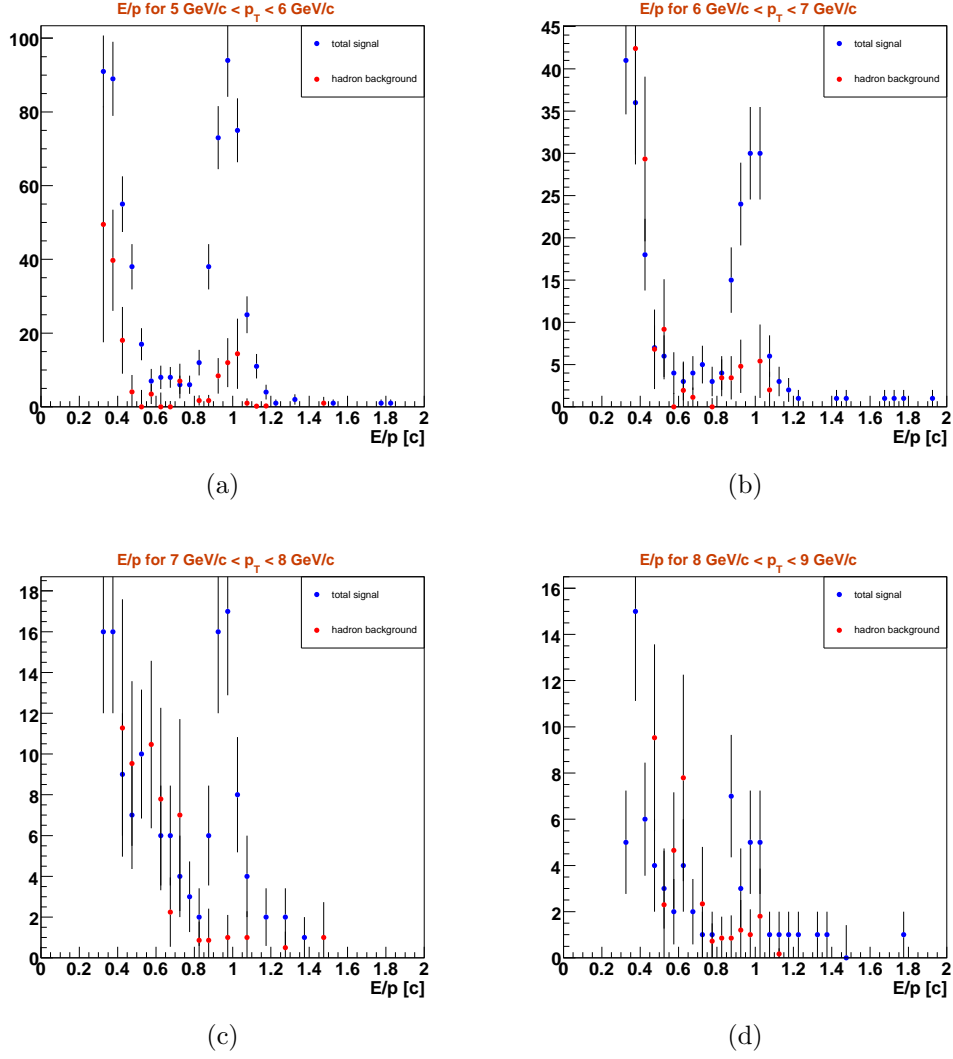 E/p for 5 GeV/c < p_T < 6 GeV/c
total signal
hadron background
100
80
60
40
20
0
0 0.2 0.4 0.6 0.8 1 1.2 1.4 1.6 1.8 2
E/p [c]
(a)
E/p for 6 GeV/c < p_T < 7 GeV/c
total signal
hadron background
45
40
35
30
25
20
15
10
5
0
0 0.2 0.4 0.6 0.8 1 1.2 1.4 1.6 1.8 2
E/p [c]
(b)
E/p for 7 GeV/c < p_T < 8 GeV/c
total signal
hadron background
18
16
14
12
10
8
6
4
2
0
0 0.2 0.4 0.6 0.8 1 1.2 1.4 1.6 1.8 2
E/p [c]
(c)
E/p for 8 GeV/c < p_T < 9 GeV/c
total signal
hadron background
16
14
12
10
8
6
4
2
0
0 0.2 0.4 0.6 0.8 1 1.2 1.4 1.6 1.8 2
E/p [c]
(d)